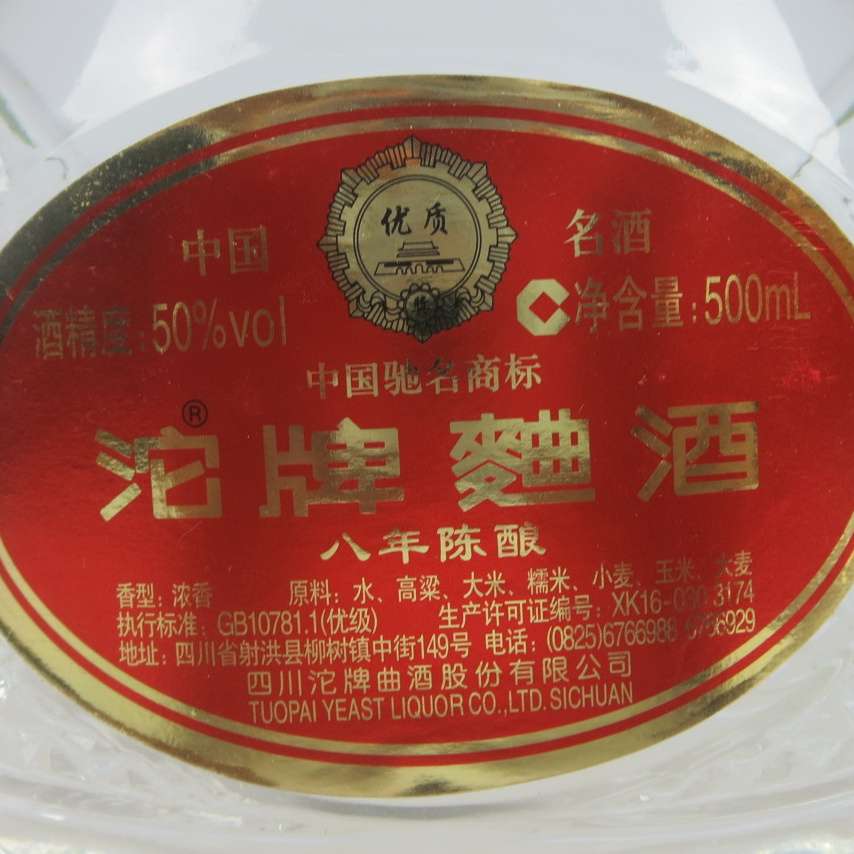 优质
中国 名酒
酒精度:50%vol 净含量:500mL
中国驰名商标
沱牌麯酒 ®
八年陈酿
香型: 浓香 原料: 水、高粱、大米、糯米、小麦、玉米、大麦
执行标准: GB10781.1(优级) 生产许可证编号: XK16-030 3174
地址: 四川省射洪县柳树镇中街149号 电话: (0825)6766988 6766929
四川沱牌曲酒股份有限公司
TUOPAI YEAST LIQUOR CO.,LTD. SICHUAN